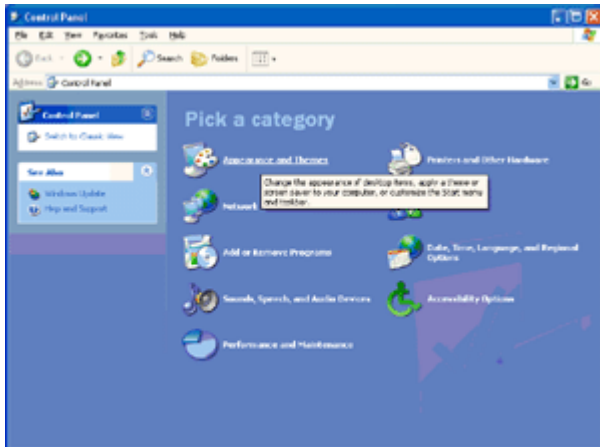 Control Panel
File Edit View Favorites Tools Help
Back Search Folders
Address Control Panel Go
Control Panel
Switch to Classic View
See Also
Windows Update
Help and Support
Pick a category
Appearance and Themes
Printers and Other Hardware
Change the appearance of desktop items, apply a theme or
screen saver to your computer, or customize the Start menu
and taskbar.
Network
Add or Remove Programs
Date, Time, Language, and Regional
Options
Sounds, Speech, and Audio Devices
Accessibility Options
Performance and Maintenance